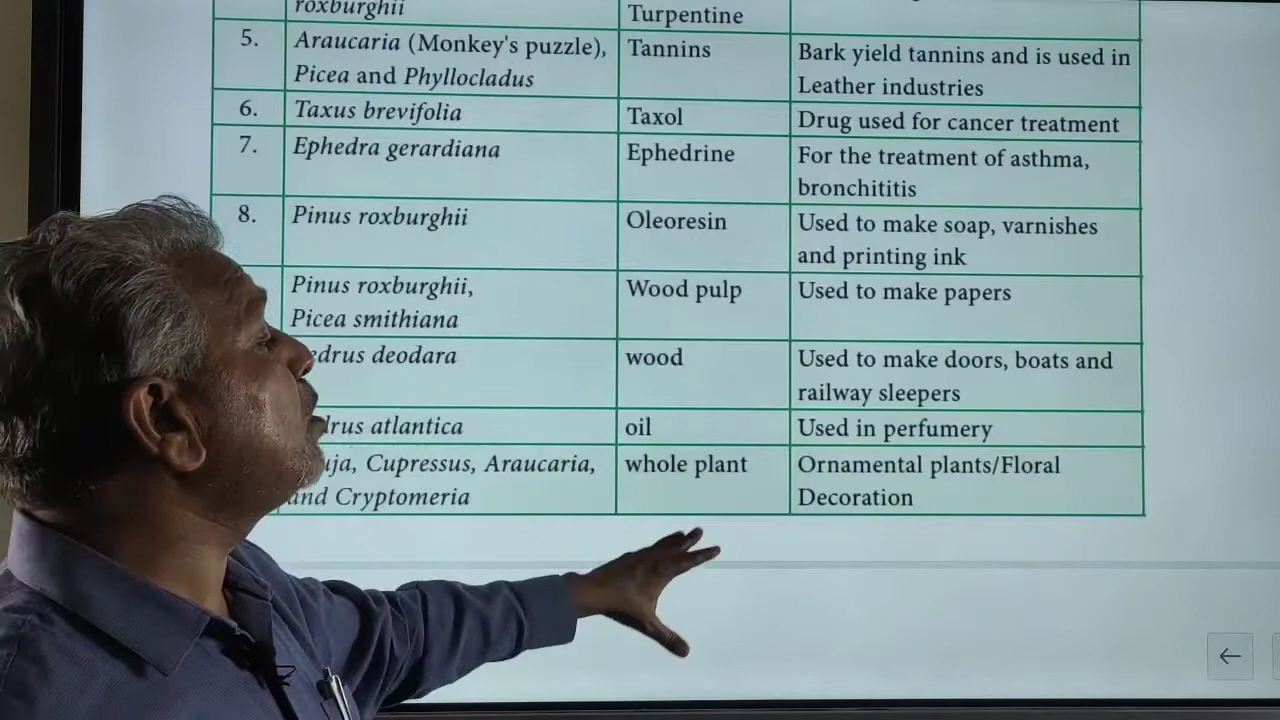 roxburghii
Turpentine
5. Araucaria (Monkey's puzzle), Tannins Bark yield tannins and is used in
Picea and Phyllocladus Leather industries
6. Taxus brevifolia Taxol Drug used for cancer treatment
7. Ephedra gerardiana Ephedrine For the treatment of asthma,
bronchititis
8. Pinus roxburghii Oleoresin Used to make soap, varnishes
and printing ink
Pinus roxburghii, Wood pulp Used to make papers
Picea smithiana
edrus deodara wood Used to make doors, boats and
railway sleepers
drus atlantica oil Used in perfumery
uja, Cupressus, Araucaria, whole plant Ornamental plants/Floral
and Cryptomeria Decoration